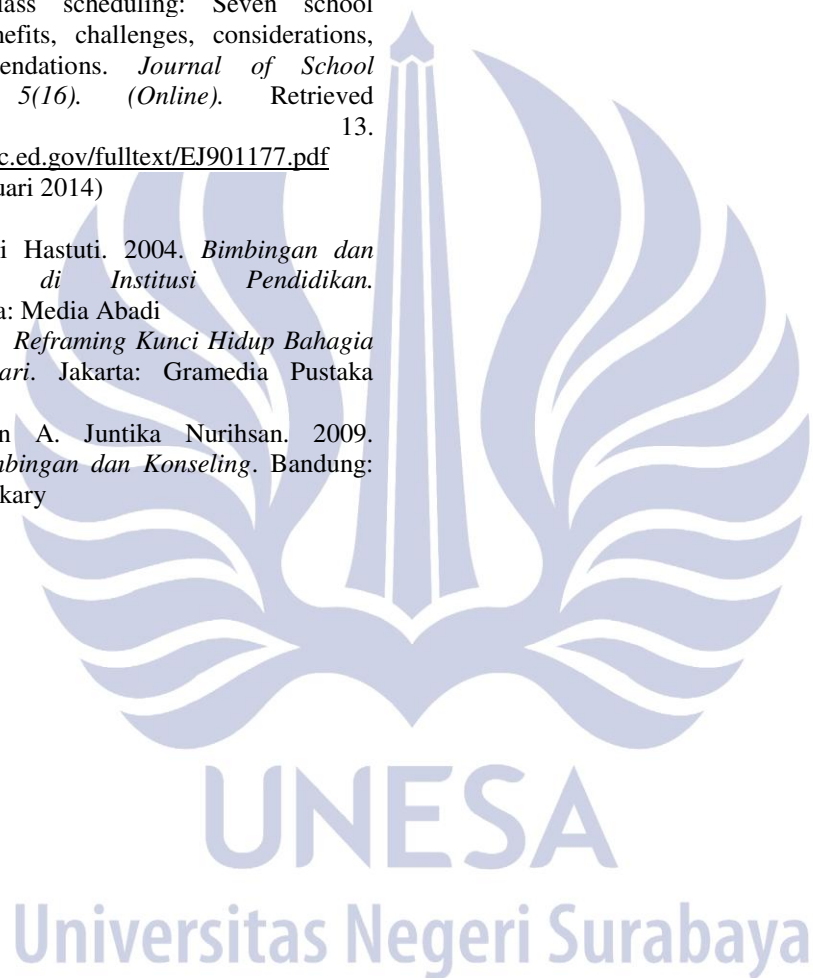 lass scheduling: Seven school
nefits, challenges, considerations,
endations. Journal of School
5(16). (Online). Retrieved
13.
c.ed.gov/fulltext/EJ901177.pdf
uari 2014)
i Hastuti. 2004. Bimbingan dan
di Institusi Pendidikan.
a: Media Abadi
Reframing Kunci Hidup Bahagia
ari. Jakarta: Gramedia Pustaka
n A. Juntika Nurihsan. 2009.
nbingan dan Konseling. Bandung:
kary
UNESA
Universitas Negeri Surabaya